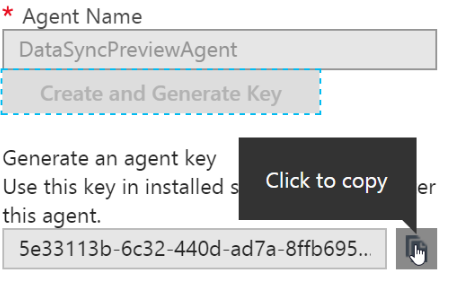 * Agent Name
DataSyncPreviewAgent
Create and Generate Key
Generate an agent key
Click to copy
Use this key in installed s er
this agent.
5e33113b-6c32-440d-ad7a-8ffb695...